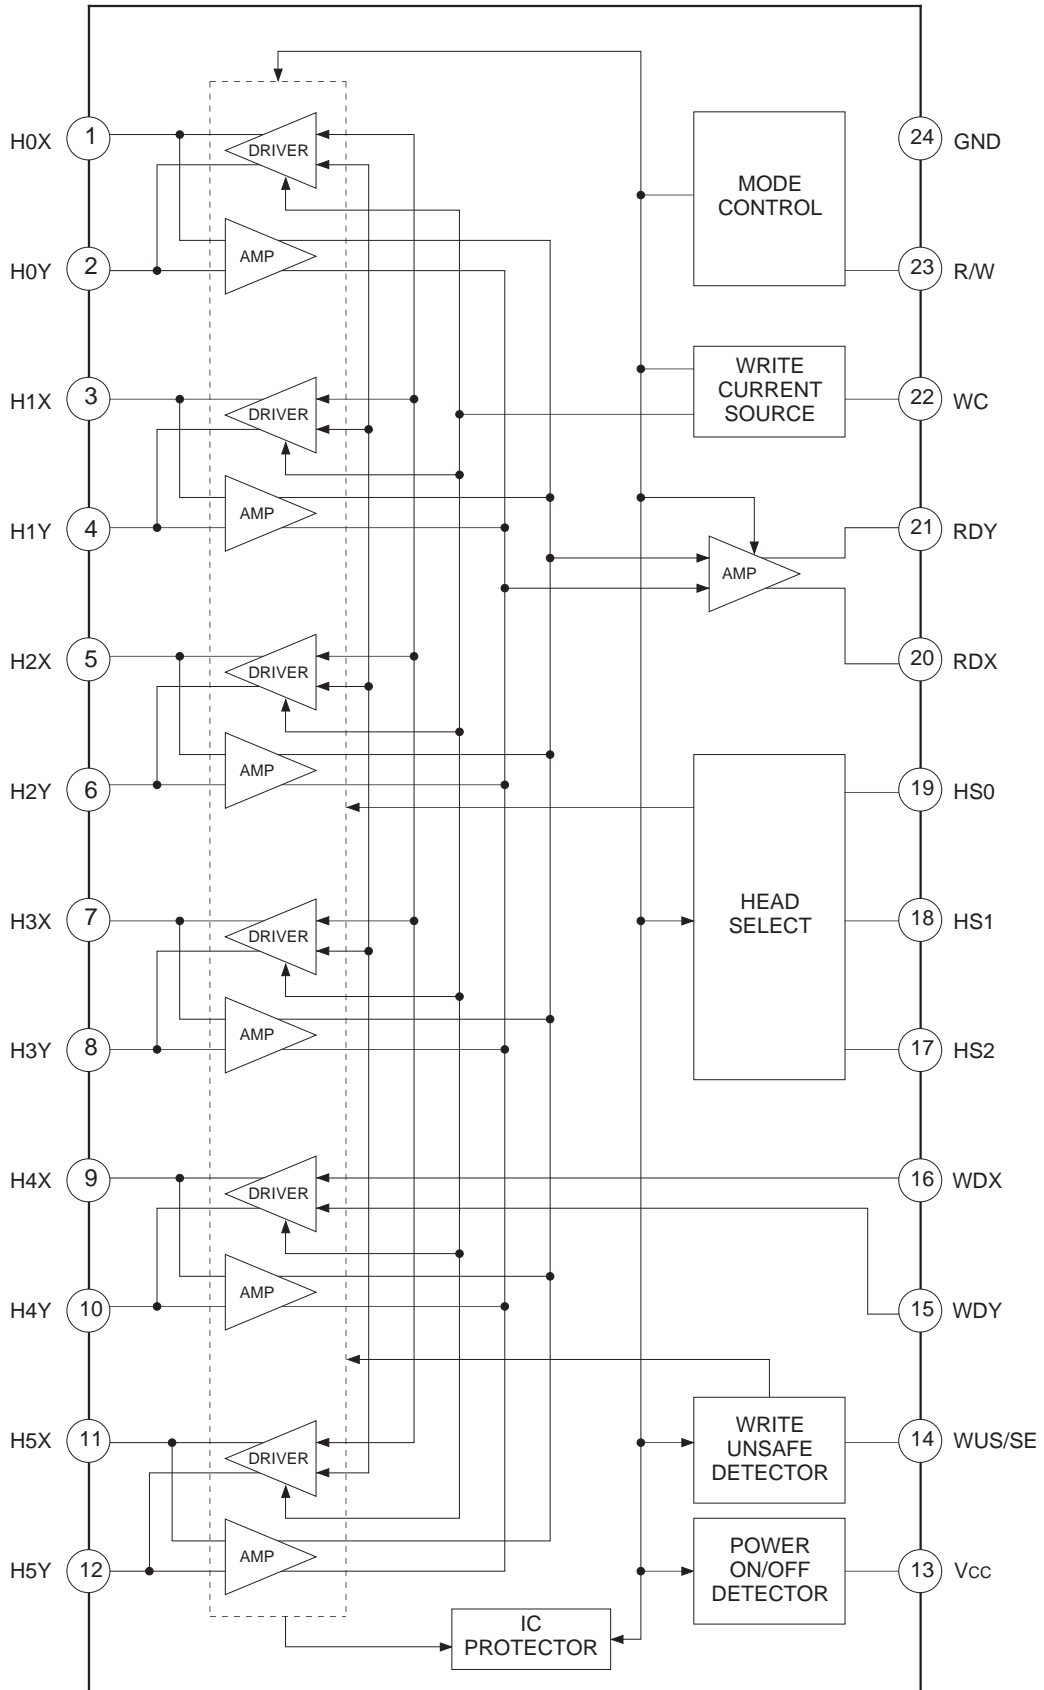 H0X 1 DRIVER MODE CONTROL 24 GND
H0Y 2 AMP 23 R/W
H1X 3 DRIVER WRITE CURRENT SOURCE 22 WC
H1Y 4 AMP AMP 21 RDY
H2X 5 DRIVER 20 RDX
H2Y 6 AMP 19 HS0
H3X 7 DRIVER HEAD SELECT 18 HS1
H3Y 8 AMP 17 HS2
H4X 9 DRIVER 16 WDX
H4Y 10 AMP 15 WDY
H5X 11 DRIVER WRITE UNSAFE DETECTOR 14 WUS/SE
H5Y 12 AMP POWER ON/OFF DETECTOR 13 Vcc
IC PROTECTOR